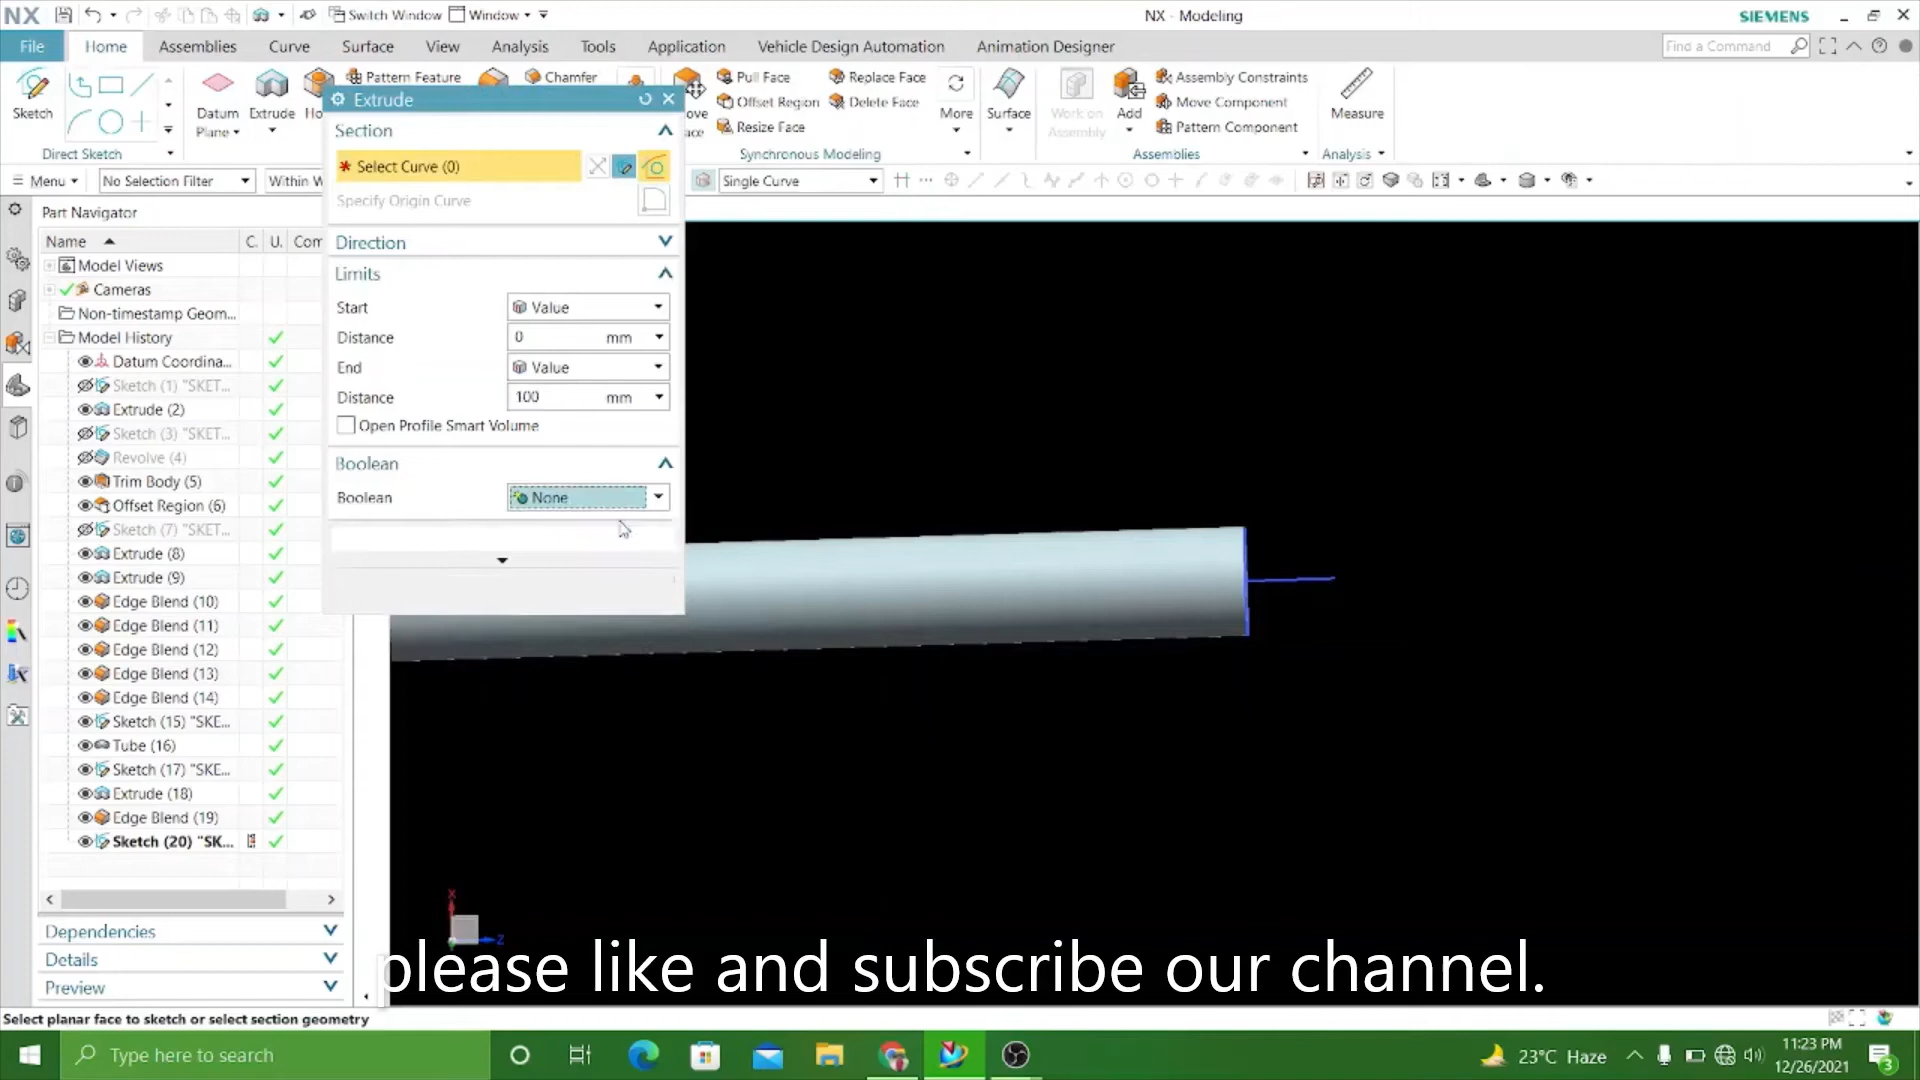 NX
Switch Window
Window
NX - Modeling
SIEMENS
File
Home
Assemblies
Curve
Surface
View
Analysis
Tools
Application
Vehicle Design Automation
Animation Designer
Find a Command
Sketch
Datum
Plane
Extrude
Pattern Feature
Chamfer
Pull Face
Replace Face
Offset Region
Delete Face
Resize Face
More
Surface
Work on
Assembly
Add
Assembly Constraints
Move Component
Pattern Component
Measure
Direct Sketch
Synchronous Modeling
Assemblies
Analysis
Menu
No Selection Filter
Within W
Single Curve
Extrude
Section
* Select Curve (0)
Specify Origin Curve
Direction
Limits
Start
Value
Distance
0 mm
End
Value
Distance
100 mm
Open Profile Smart Volume
Boolean
Boolean
None
Part Navigator
Name
C.
U.
Com
Model Views
Cameras
Non-timestamp Geom...
Model History
Datum Coordina...
Sketch (1) "SKET...
Extrude (2)
Sketch (3) "SKET...
Revolve (4)
Trim Body (5)
Offset Region (6)
Sketch (7) "SKET...
Extrude (8)
Extrude (9)
Edge Blend (10)
Edge Blend (11)
Edge Blend (12)
Edge Blend (13)
Edge Blend (14)
Sketch (15) "SKE...
Tube (16)
Sketch (17) "SKE...
Extrude (18)
Edge Blend (19)
Sketch (20) "SK...
Dependencies
Details
Preview
X
Z
please like and subscribe our channel.
Select planar face to sketch or select section geometry
Type here to search
23°C Haze
11:23 PM
12/26/2021
3